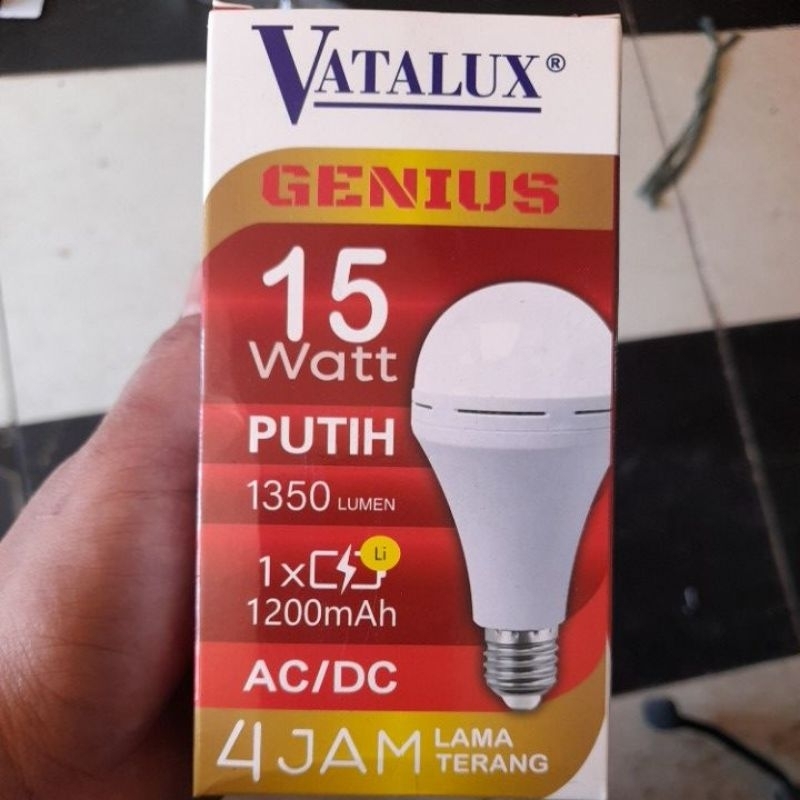 VATALUX®
GENIUS
15
Watt
PUTIH
1350 LUMEN
1x Li
1200mAh
AC/DC
4 JAM LAMA
TERANG